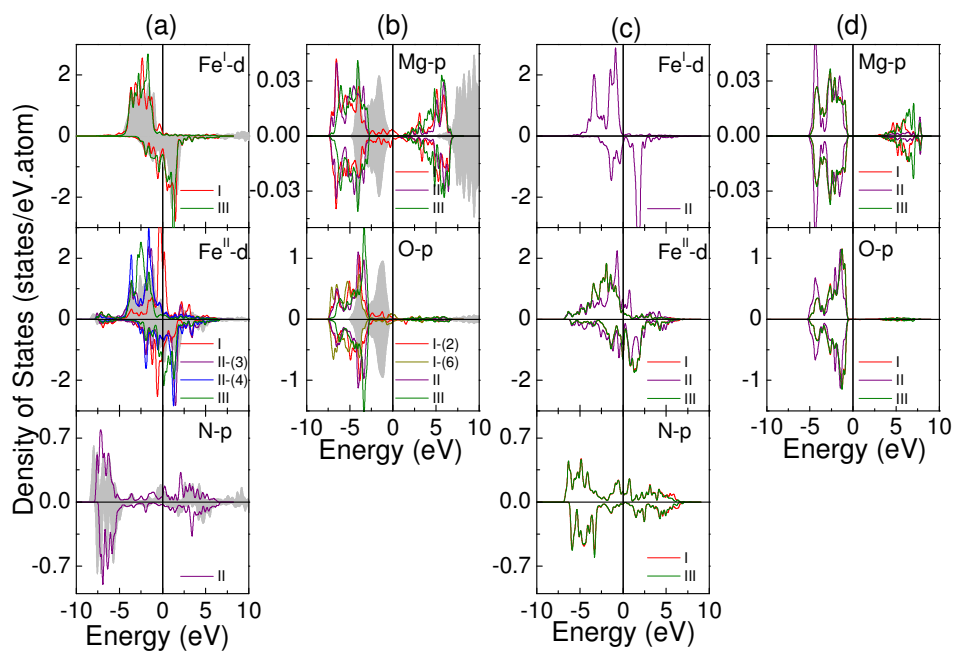 (a)
(b)
(c)
(d)
Density of States (states/eV.atom)
Fe^I-d
2
0
-2
I
III
Fe^II-d
2
0
-2
I
II-(3)
II-(4)
III
N-p
0.7
0.0
-0.7
II
-10 -5 0 5 10
Energy (eV)
Mg-p
0.03
0.00
-0.03
I
II
III
O-p
1
0
-1
I-(2)
I-(6)
II
III
-10 -5 0 5 10
Energy (eV)
Fe^I-d
2
0
-2
II
Fe^II-d
2
0
-2
I
II
III
N-p
0.7
0.0
-0.7
I
III
-10 -5 0 5 10
Energy (eV)
Mg-p
0.03
0.00
-0.03
I
II
III
O-p
1
0
-1
I
II
III
-10 -5 0 5 10
Energy (eV)